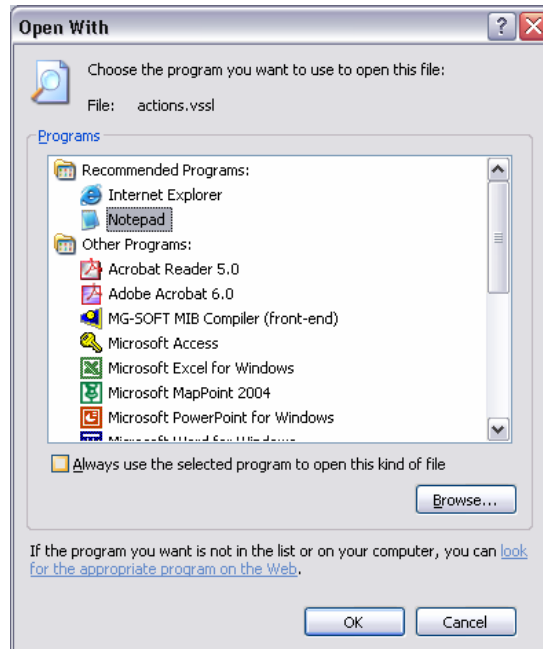 Open With
Choose the program you want to use to open this file:
File: actions.vssl
Programs
Recommended Programs:
Internet Explorer
Notepad
Other Programs:
Acrobat Reader 5.0
Adobe Acrobat 6.0
MG-SOFT MIB Compiler (front-end)
Microsoft Access
Microsoft Excel for Windows
Microsoft MapPoint 2004
Microsoft PowerPoint for Windows
Microsoft Word for Windows
Always use the selected program to open this kind of file
Browse...
If the program you want is not in the list or on your computer, you can look
for the appropriate program on the Web.
OK Cancel